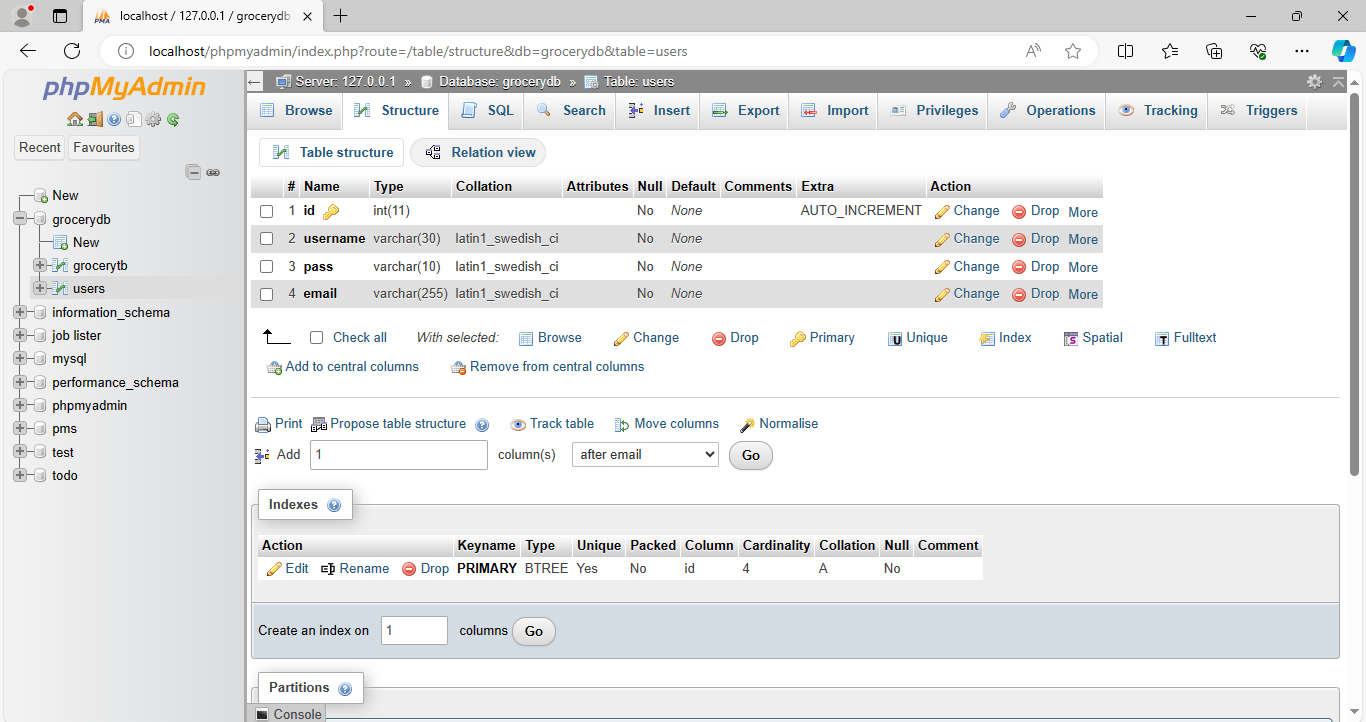 localhost / 127.0.0.1 / grocerydb
localhost/phpmyadmin/index.php?route=/table/structure&db=grocerydb&table=users
phpMyAdmin
Recent Favourites
New
grocerydb
New
grocerytb
users
information_schema
job lister
mysql
performance_schema
phpmyadmin
pms
test
todo
Server: 127.0.0.1 » Database: grocerydb » Table: users
Browse Structure SQL Search Insert Export Import Privileges Operations Tracking Triggers
Table structure Relation view
# Name Type Collation Attributes Null Default Comments Extra Action
1 id int(11) No None AUTO_INCREMENT Change Drop More
2 username varchar(30) latin1_swedish_ci No None Change Drop More
3 pass varchar(10) latin1_swedish_ci No None Change Drop More
4 email varchar(255) latin1_swedish_ci No None Change Drop More
Check all With selected: Browse Change Drop Primary Unique Index Spatial Fulltext
Add to central columns Remove from central columns
Print Propose table structure Track table Move columns Normalise
Add 1 column(s) after email Go
Indexes
Action Keyname Type Unique Packed Column Cardinality Collation Null Comment
Edit Rename Drop PRIMARY BTREE Yes No id 4 A No
Create an index on 1 columns Go
Partitions
Console